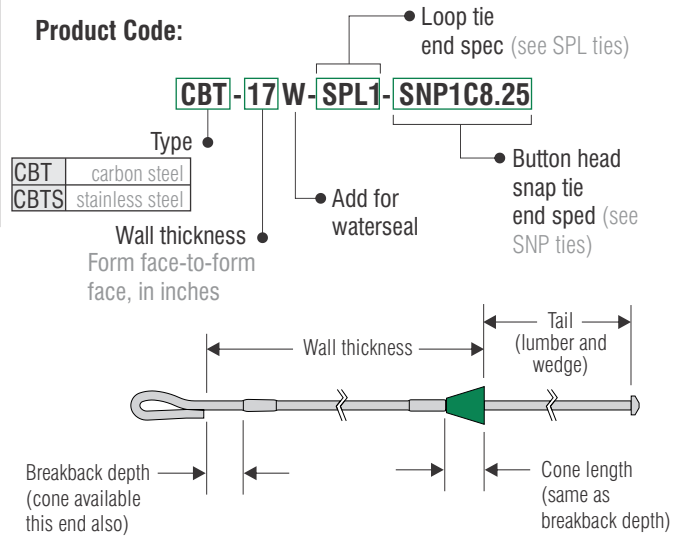 Product Code:
Loop tie
end spec (see SPL ties)
CBT-17W-SPL1-SNP1C8.25
Type
CBT carbon steel
CBTS stainless steel
Wall thickness
Form face-to-form
face, in inches
Add for
waterseal
Button head
snap tie
end sped (see
SNP ties)
Wall thickness
Tail
(lumber and
wedge)
Breakback depth
(cone available
this end also)
Cone length
(same as
breakback depth)